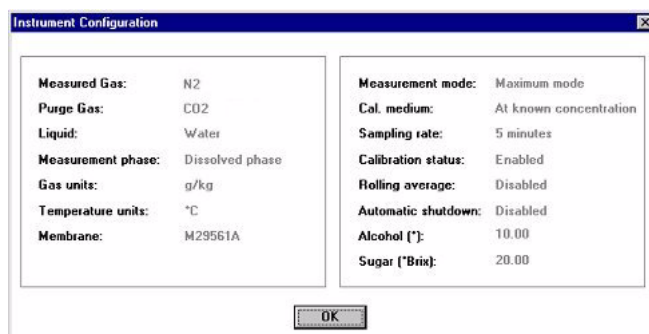 Instrument Configuration
Measured Gas: N2
Purge Gas: CO2
Liquid: Water
Measurement phase: Dissolved phase
Gas units: g/kg
Temperature units: °C
Membrane: M29561A
Measurement mode: Maximum mode
Cal. medium: At known concentration
Sampling rate: 5 minutes
Calibration status: Enabled
Rolling average: Disabled
Automatic shutdown: Disabled
Alcohol (°): 10.00
Sugar (°Brix): 20.00
OK